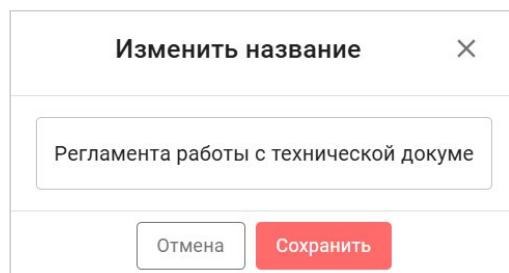 Изменить название
Регламента работы с технической докуме
Отмена Сохранить